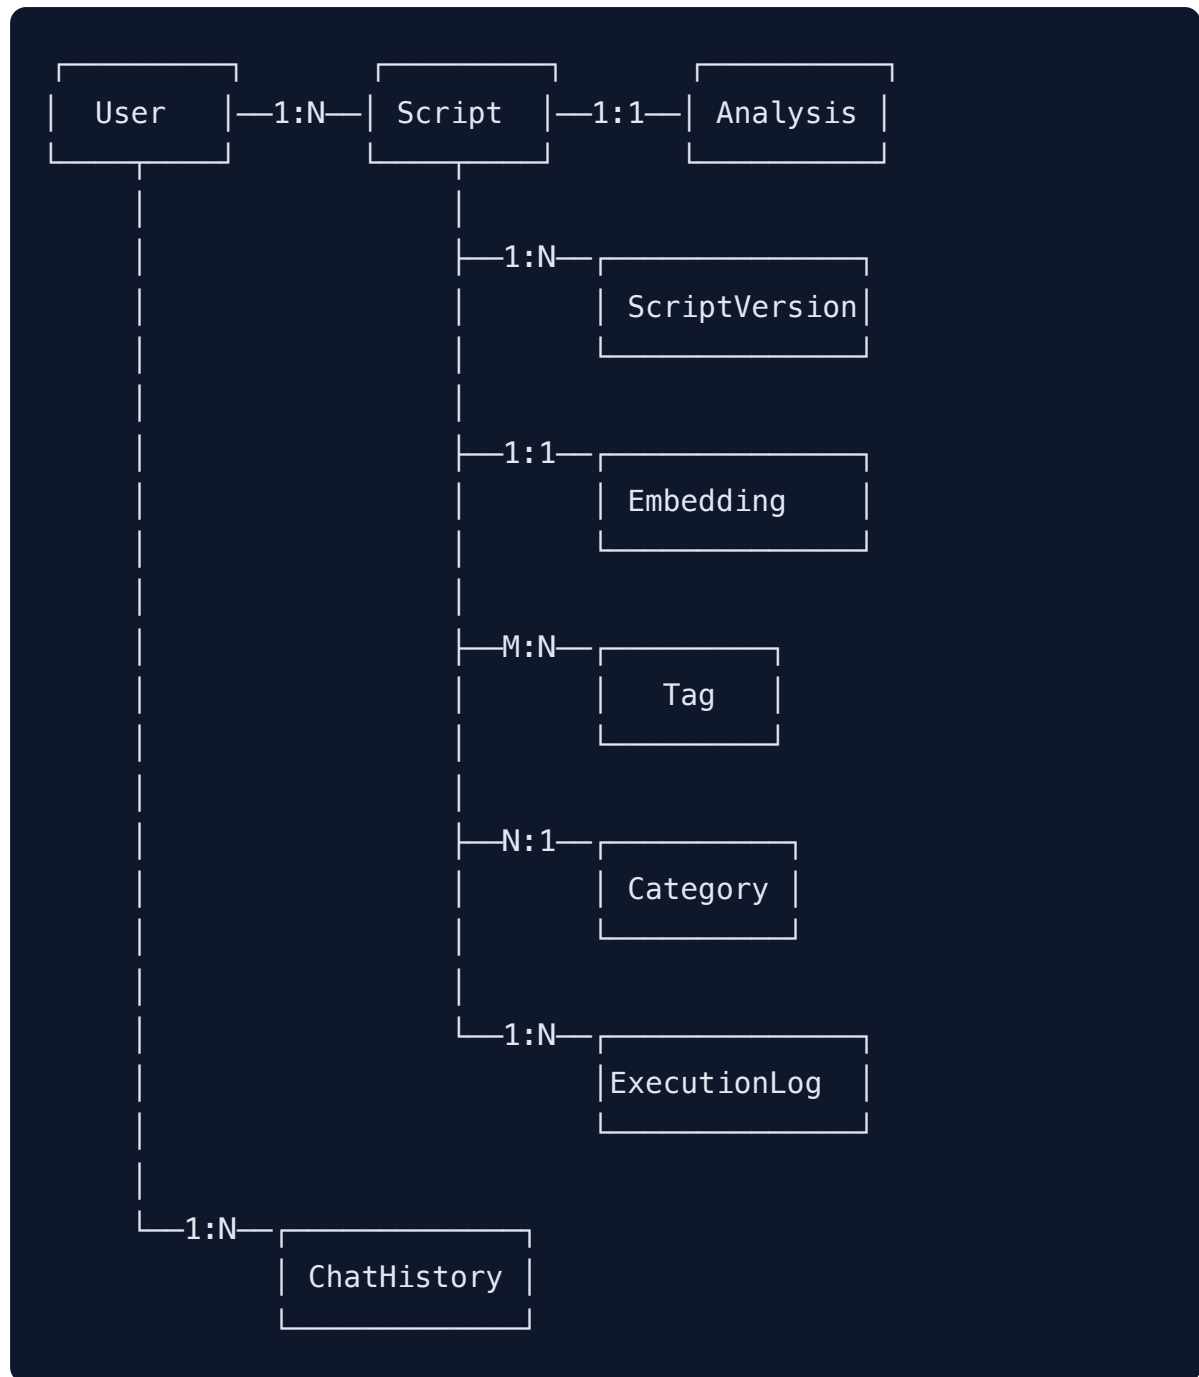 User 1:N Script 1:1 Analysis
1:N
ScriptVersion
1:1
Embedding
M:N
Tag
N:1
Category
1:N
ExecutionLog
1:N
ChatHistory